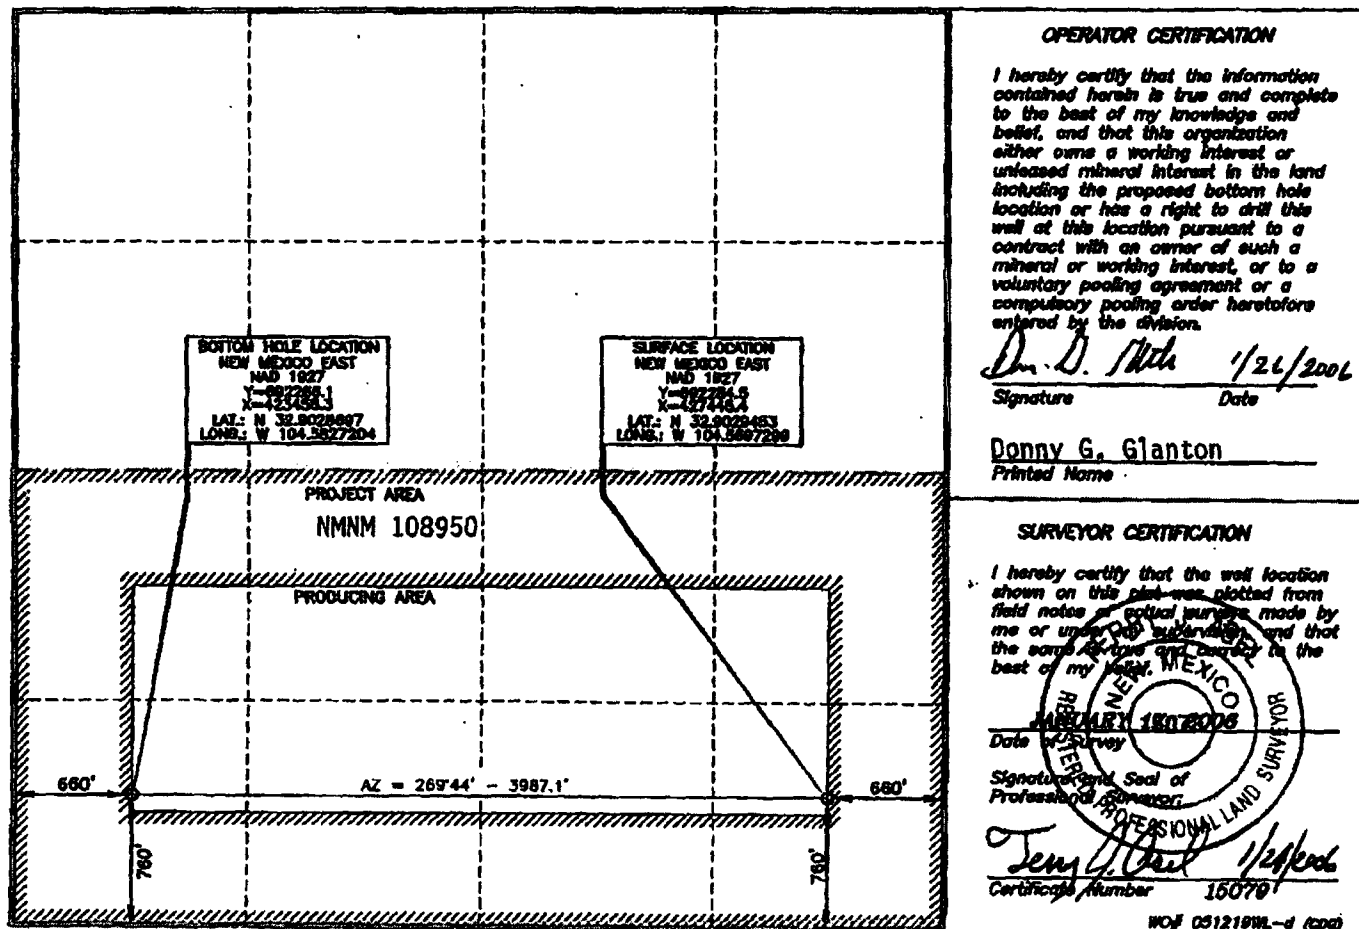 BOTTOM HOLE LOCATION
NEW MEXICO EAST
NAD 1927
LAT.: N
LONG.: W
SURFACE LOCATION
NEW MEXICO EAST
NAD 1927
LAT.: N
LONG.: W
PROJECT AREA
NMNM 108950
PRODUCING AREA
660'
AZ = 269°44' - 3987.1'
660'
760'
760'
OPERATOR CERTIFICATION
I hereby certify that the information
contained herein is true and complete
to the best of my knowledge and
belief, and that this organization
either owns a working interest or
unleased mineral interest in the land
including the proposed bottom hole
location or has a right to drill this
well at this location pursuant to a
contract with an owner of such a
mineral or working interest, or to a
voluntary pooling agreement or a
compulsory pooling order heretofore
entered by the division.
1/26/2006
Signature Date
Donny G. Glanton
Printed Name
SURVEYOR CERTIFICATION
I hereby certify that the well location
shown on this plat was plotted from
field notes of actual surveys made by
me or under my supervision, and that
the same is true and correct to the
best of my belief.
JANUARY 2006
Date of Survey
Signature and Seal of
Professional Surveyor:
NEW MEXICO
REGISTERED PROFESSIONAL LAND SURVEYOR
Certificate Number 15079